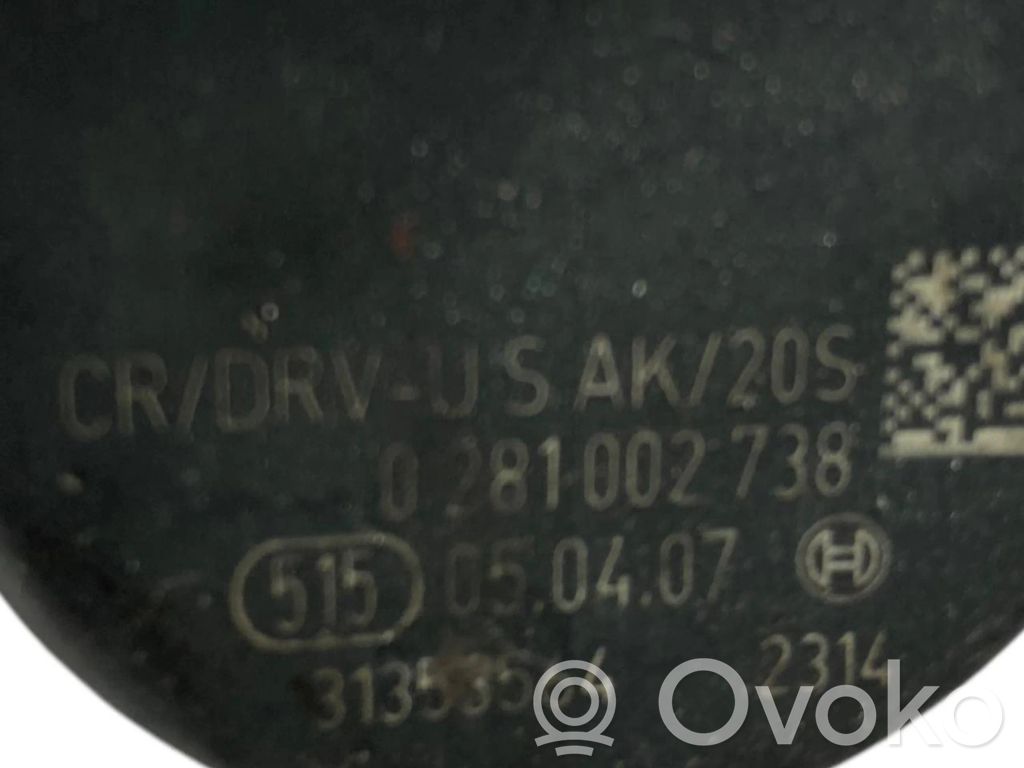 CR/DRV-U S AK/20S
0 281 002 738
515 05.04.07
2314
Ovoko